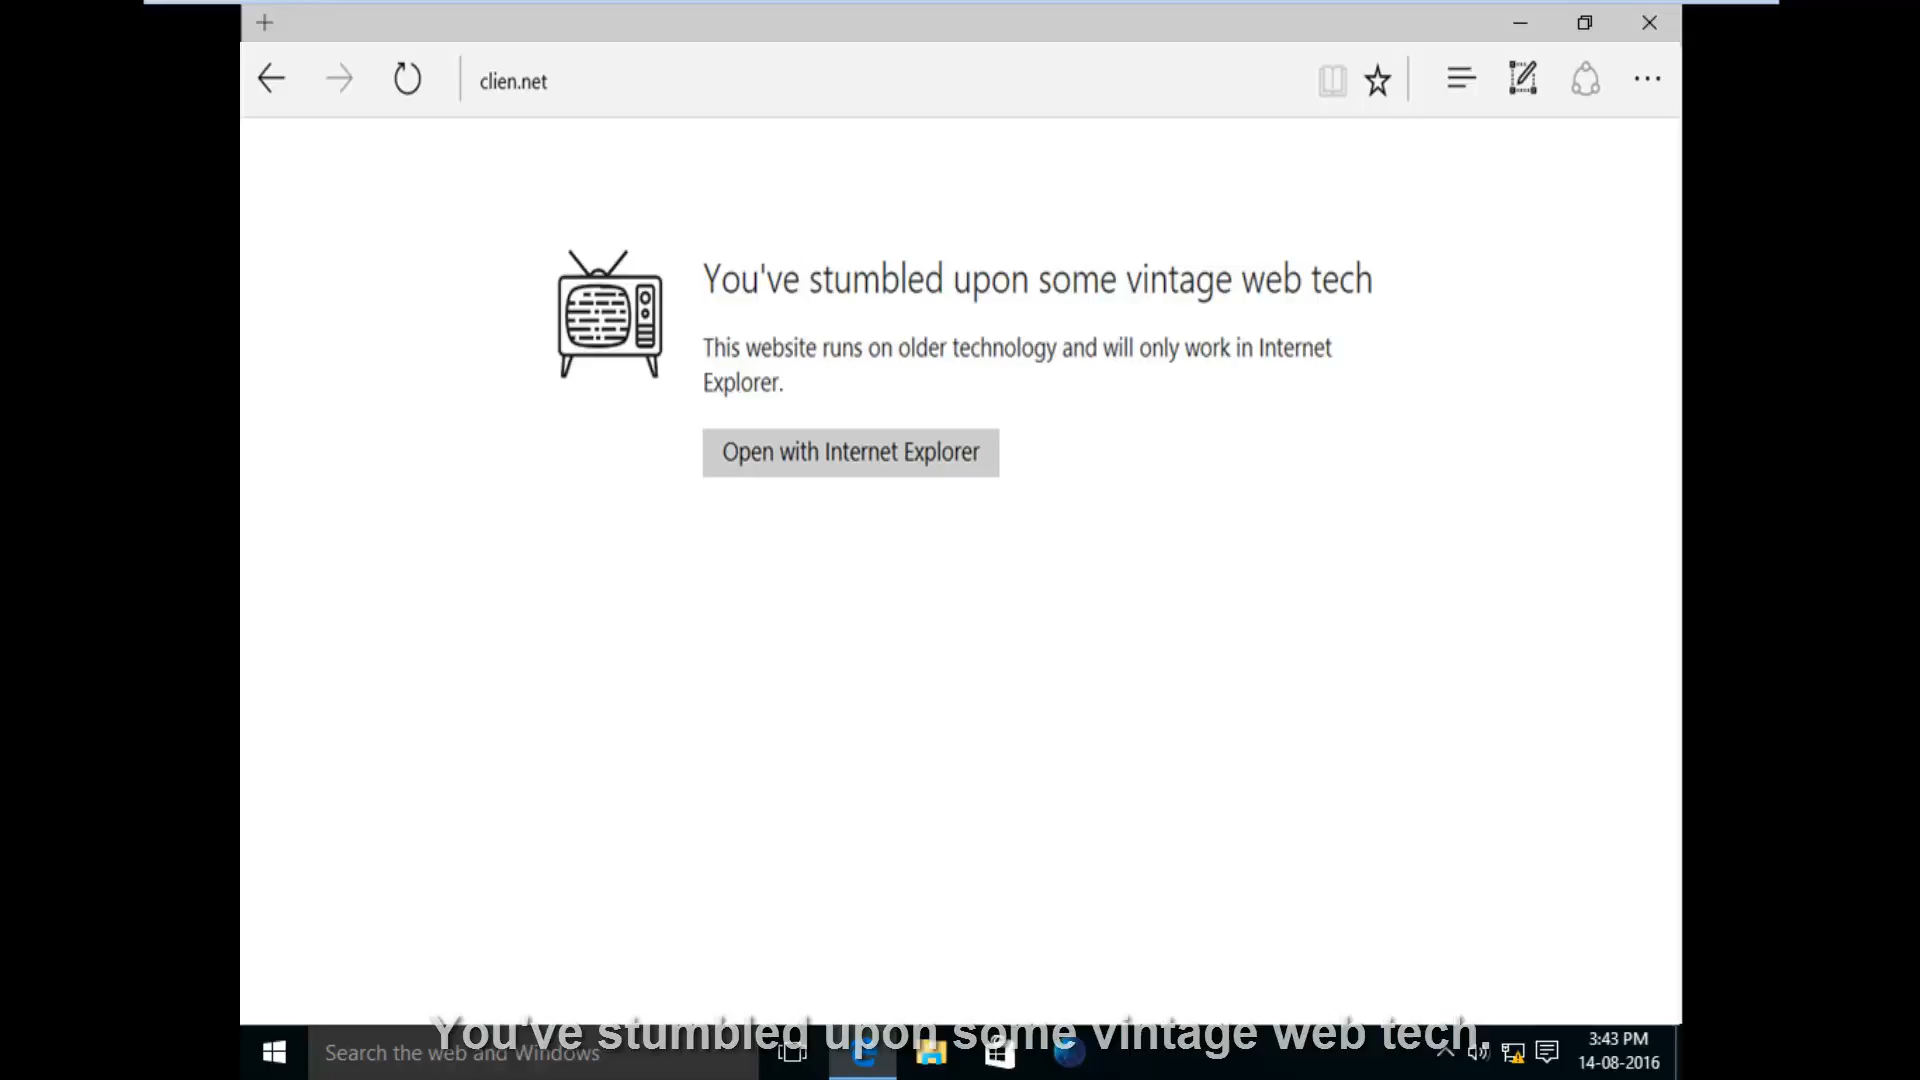 clien.net
You've stumbled upon some vintage web tech
This website runs on older technology and will only work in Internet
Explorer.
Open with Internet Explorer
You've stumbled upon some vintage web tech
Search the web and Windows
3:43 PM
14-08-2016